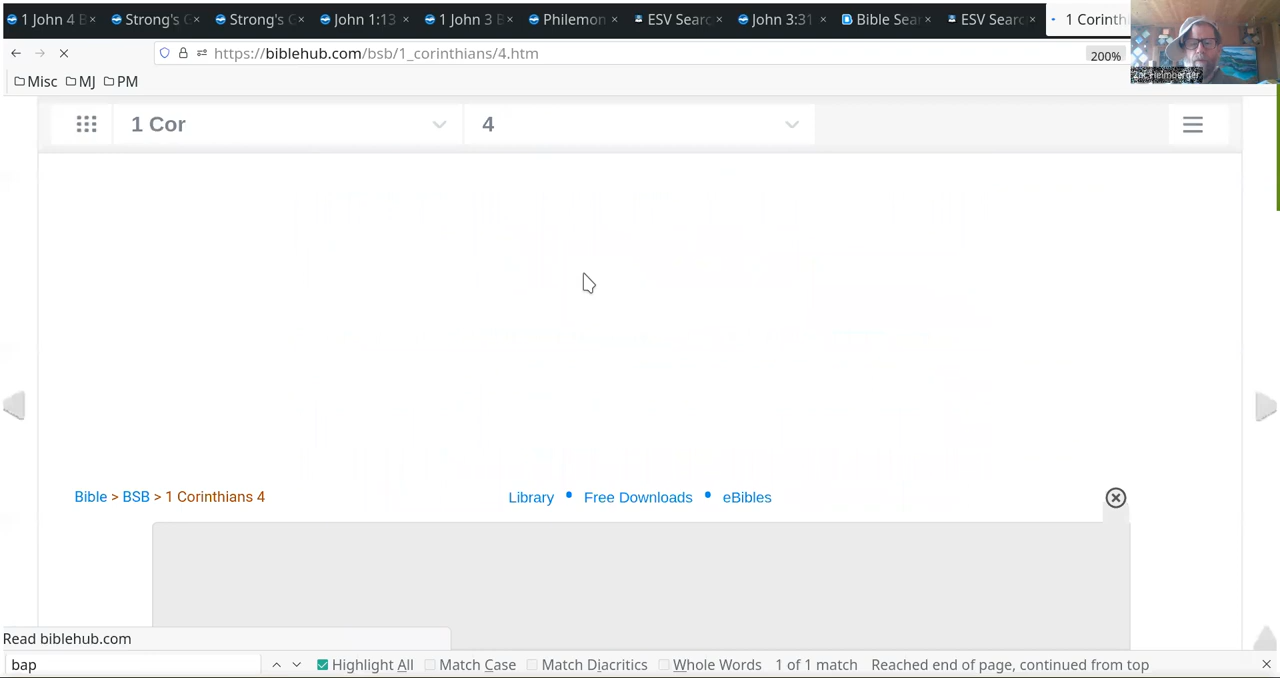 1 John 4 B
Strong's G
Strong's G
John 1:13
1 John 3 B
Philemon
ESV Searc
John 3:31
Bible Sear
ESV Searc
1 Corinth
https://biblehub.com/bsb/1_corinthians/4.htm
200%
Zac Helmberger
Misc MJ PM
1 Cor
4
Bible > BSB > 1 Corinthians 4
Library • Free Downloads • eBibles
Read biblehub.com
bap
Highlight All
Match Case
Match Diacritics
Whole Words
1 of 1 match
Reached end of page, continued from top